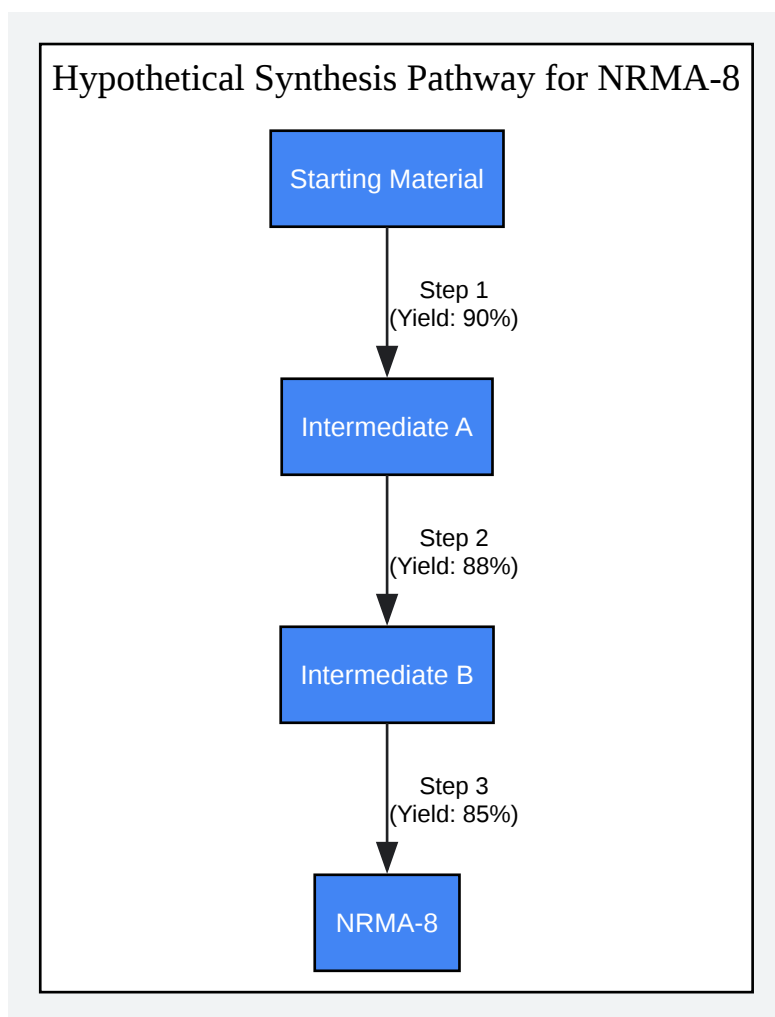 Hypothetical Synthesis Pathway for NRMA-8
Starting Material
Step 1
(Yield: 90%)
Intermediate A
Step 2
(Yield: 88%)
Intermediate B
Step 3
(Yield: 85%)
NRMA-8